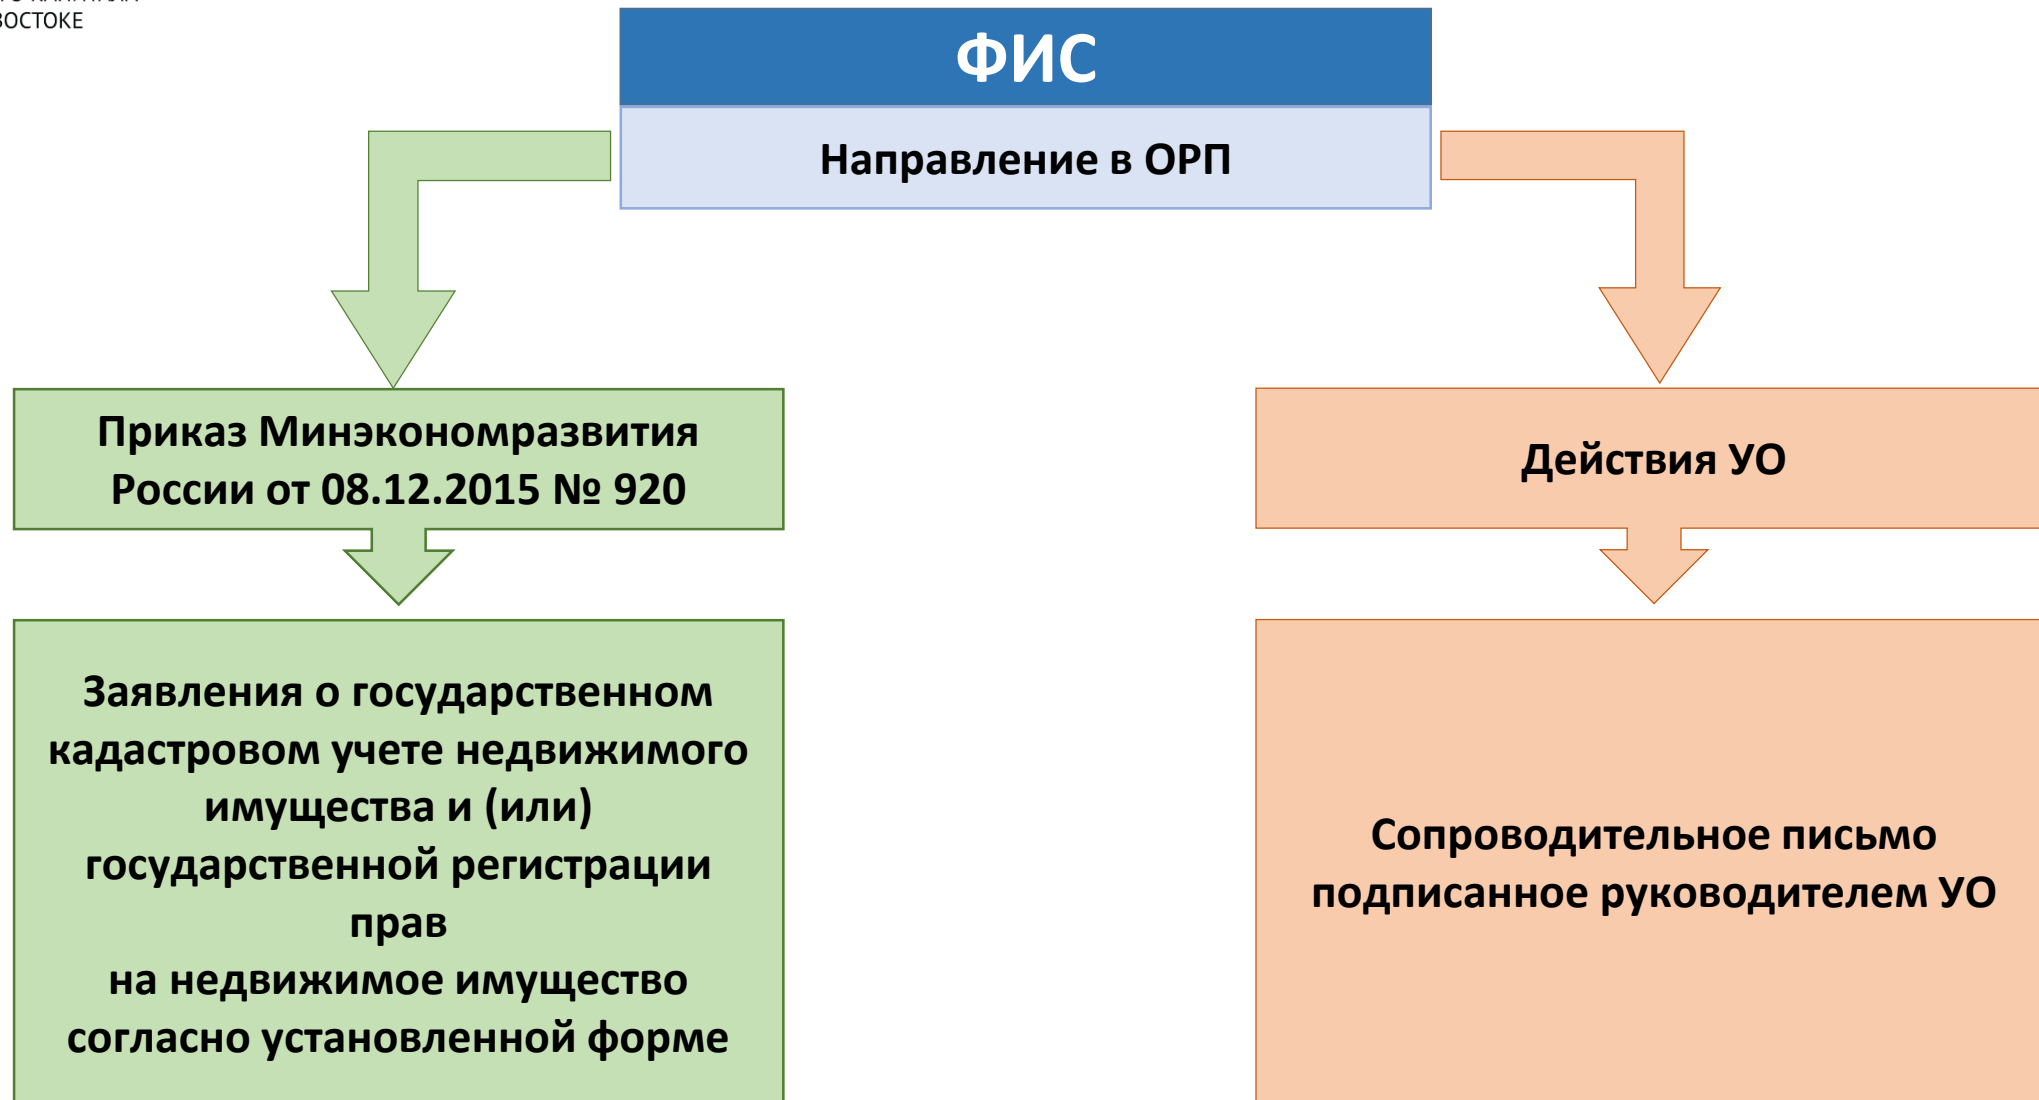 ВОСТОКЕ
ФИС
Направление в ОРП
Приказ Минэкономразвития
России от 08.12.2015 № 920
Действия УО
Заявления о государственном
кадастровом учете недвижимого
имущества и (или)
государственной регистрации
прав
на недвижимое имущество
согласно установленной форме
Сопроводительное письмо
подписанное руководителем УО